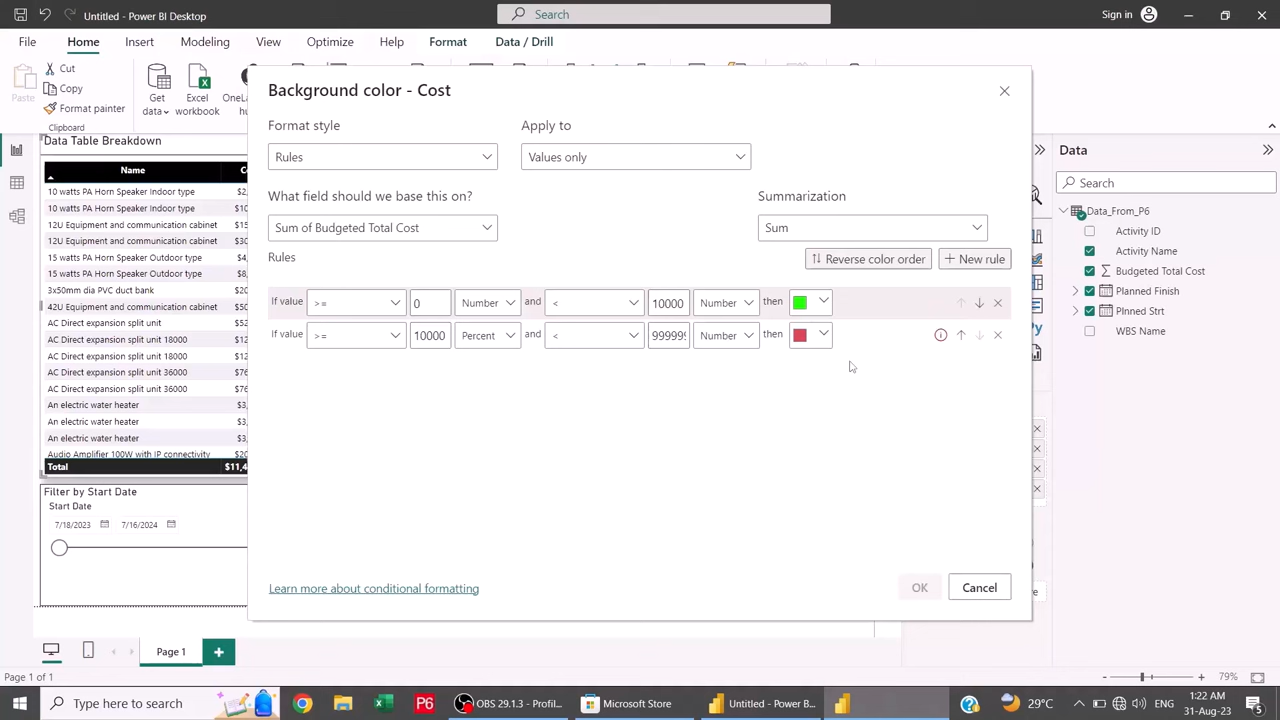 Untitled - Power BI Desktop
Search
Sign in
File
Home
Insert
Modeling
View
Optimize
Help
Format
Data / Drill
Paste
Cut
Copy
Format painter
Clipboard
Get data
Excel workbook
Background color - Cost
Format style
Apply to
Rules
Values only
What field should we base this on?
Summarization
Sum of Budgeted Total Cost
Sum
Rules
Reverse color order
New rule
If value >= 0 Number and < 10000 Number then
If value >= 10000 Percent and < Number then
Learn more about conditional formatting
OK
Cancel
Data Table Breakdown
Name
10 watts PA Horn Speaker Indoor type
10 watts PA Horn Speaker Indoor type
12U Equipment and communication cabinet
12U Equipment and communication cabinet
15 watts PA Horn Speaker Outdoor type
15 watts PA Horn Speaker Outdoor type
3x50mm dia PVC duct bank
42U Equipment and communication cabinet
AC Direct expansion split unit
AC Direct expansion split unit 18000
AC Direct expansion split unit 18000
AC Direct expansion split unit 36000
AC Direct expansion split unit 36000
An electric water heater
An electric water heater
An electric water heater
Audio Amplifier 100W with IP connectivity
Total
Filter by Start Date
Start Date
7/18/2023
7/16/2024
Data
Search
Data_From_P6
Activity ID
Activity Name
Budgeted Total Cost
Planned Finish
Planned Strt
WBS Name
Page 1
Page 1 of 1
79%
Type here to search
P6
OBS 29.1.3 - Profil...
Microsoft Store
Untitled - Power B...
29°C
ENG
1:22 AM
31-Aug-23